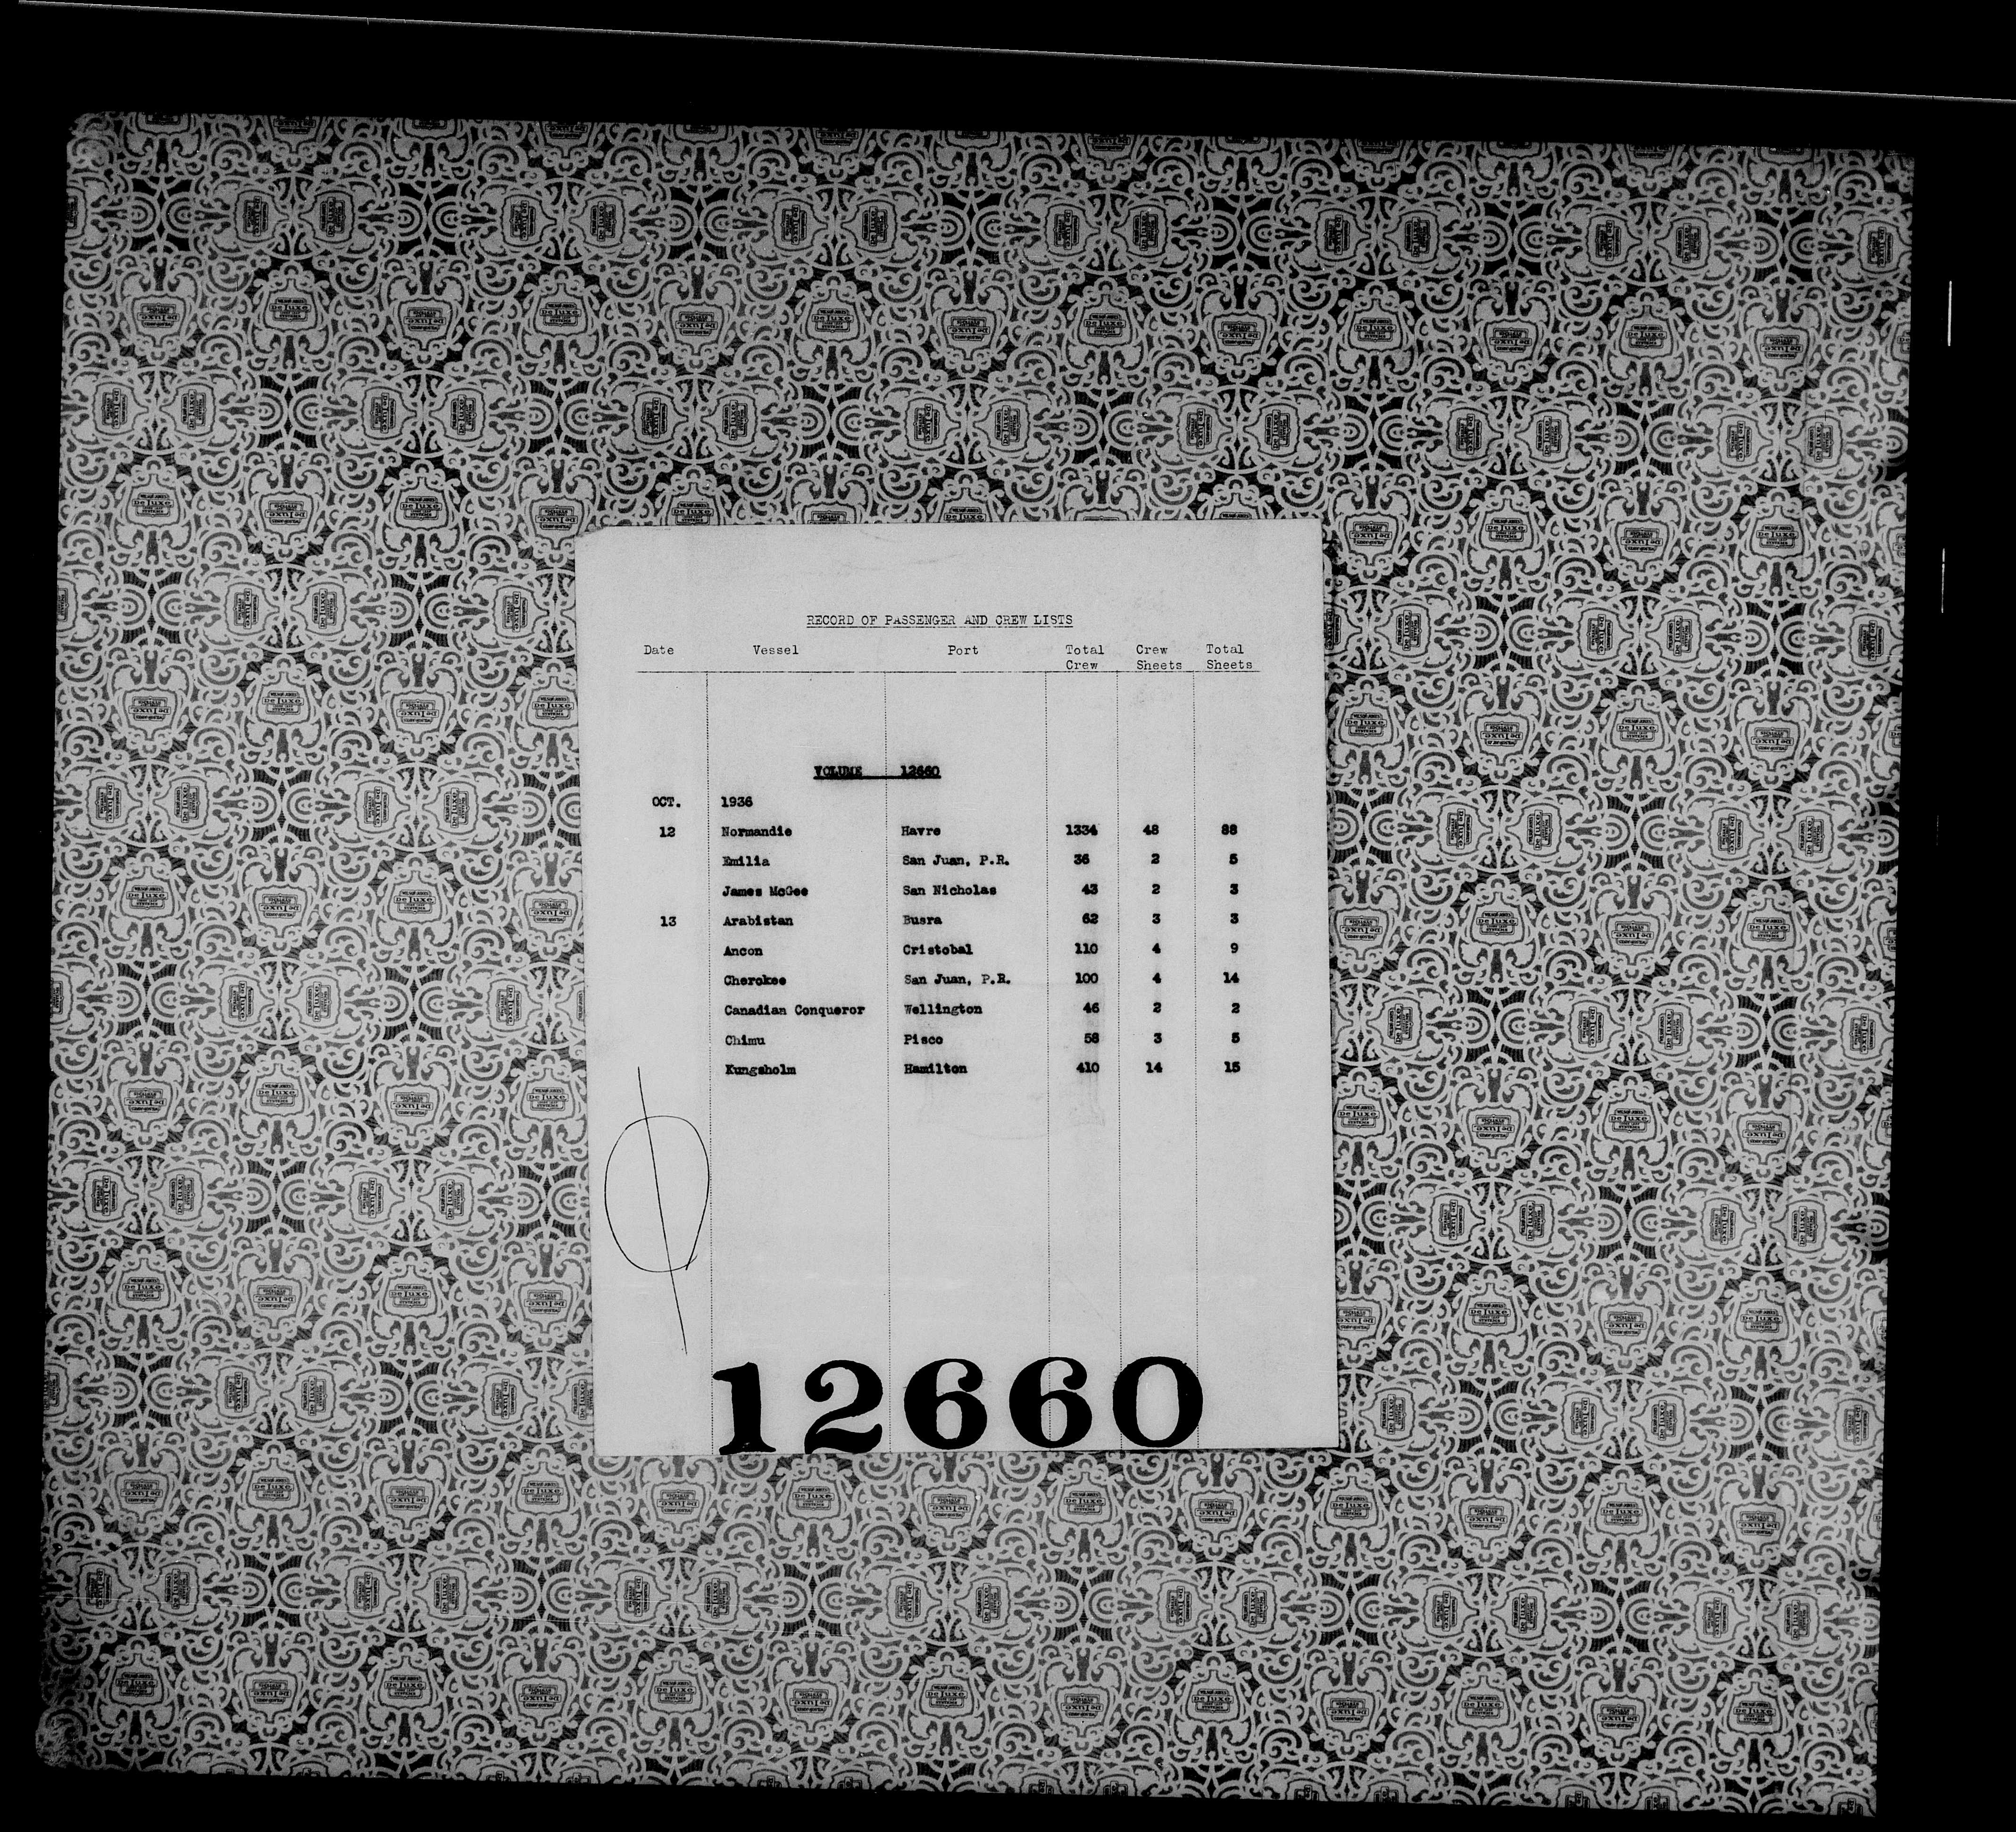 RECORD OF PASSENGER AND CREW LISTS
Date Vessel Port Total Crew Total
Crew Sheets Sheets
VOLUME 12660
OCT. 1936
12 Normandie Havre 1334 48 88
Emilia San Juan, P.R. 36 2 5
James McGee San Nicholas 43 2 3
13 Arabistan Busra 62 3 3
Ancon Cristobal 110 4 9
Cherokee San Juan, P.R. 100 4 14
Canadian Conqueror Wellington 46 2 2
Chimu Pisco 58 3 5
Kungsholm Hamilton 410 14 15
12660